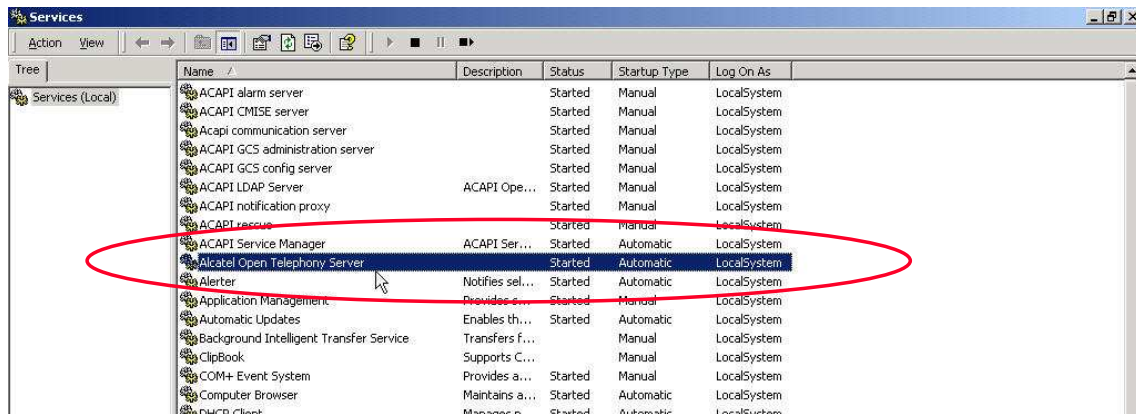 Services
Action View
Tree
Name Description Status Startup Type Log On As
Services (Local)
ACAPI alarm server Started Manual LocalSystem
ACAPI CMISE server Started Manual LocalSystem
Acapi communication server Started Manual LocalSystem
ACAPI GCS administration server Started Manual LocalSystem
ACAPI GCS config server Started Manual LocalSystem
ACAPI LDAP Server ACAPI Ope... Started Manual LocalSystem
ACAPI notification proxy Started Manual LocalSystem
ACAPI rescue Started Manual LocalSystem
ACAPI Service Manager ACAPI Ser... Started Automatic LocalSystem
Alcatel Open Telephony Server Started Automatic LocalSystem
Alerter Notifies sel... Started Automatic LocalSystem
Application Management Provides s... Started Manual LocalSystem
Automatic Updates Enables th... Started Automatic LocalSystem
Background Intelligent Transfer Service Transfers f... Manual LocalSystem
ClipBook Supports C... Manual LocalSystem
COM+ Event System Provides a... Started Manual LocalSystem
Computer Browser Maintains a... Started Automatic LocalSystem
DHCP Client Manages n... Started Automatic LocalSystem